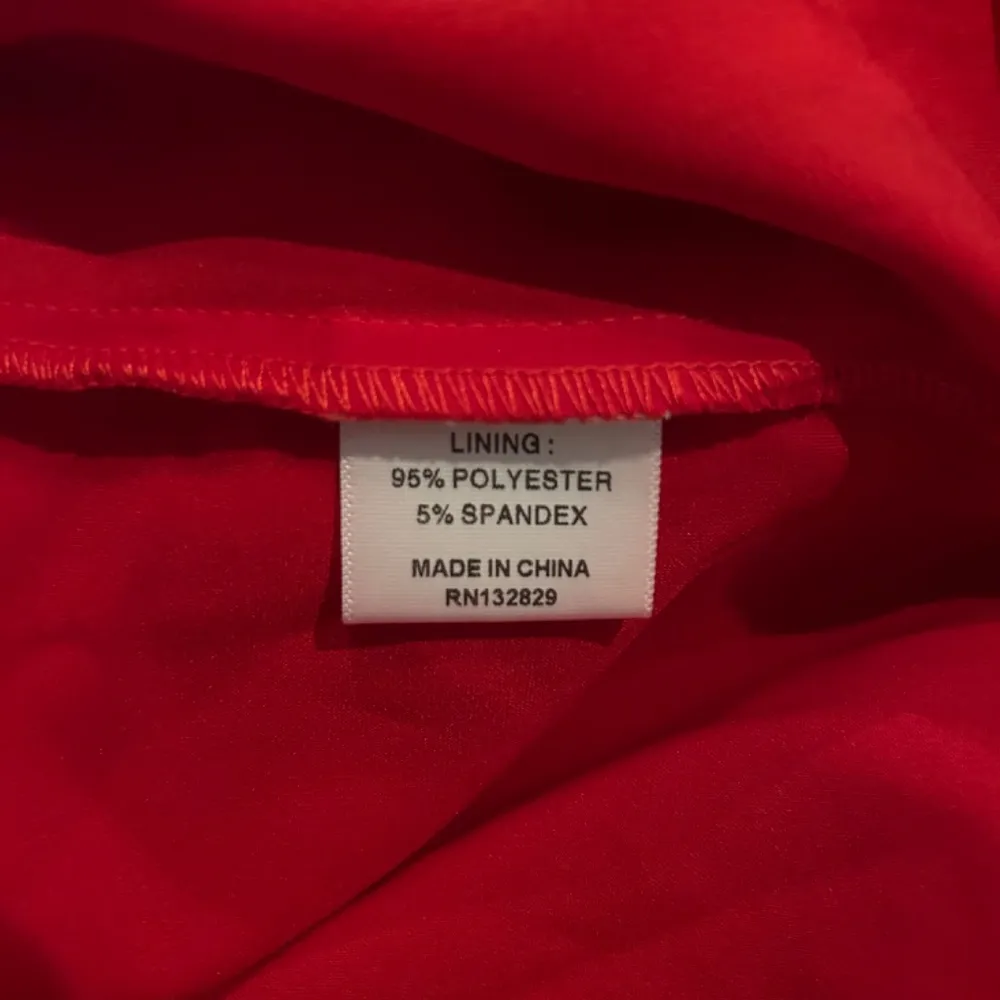 LINING :
95% POLYESTER
5% SPANDEX
MADE IN CHINA
RN132829